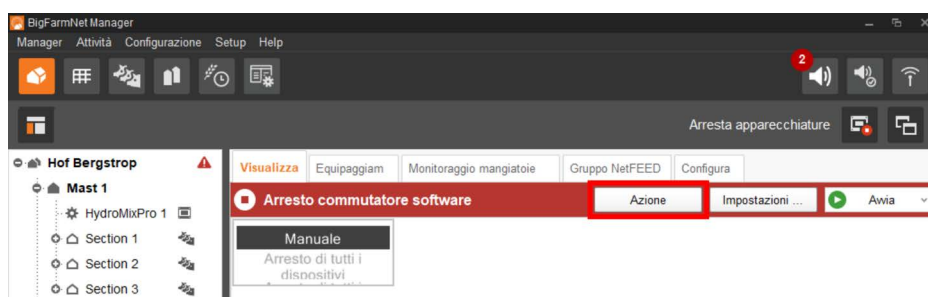 BigFarmNet Manager
Manager Attività Configurazione Setup Help
2
Arresta apparecchiature
Hof Bergstrop
Mast 1
HydroMixPro 1
Section 1
Section 2
Section 3
Visualizza Equipaggiam Monitoraggio mangiatoie Gruppo NetFEED Configura
Arresto commutatore software Azione Impostazioni ... Avvia
Manuale
Arresto di tutti i
dispositivi